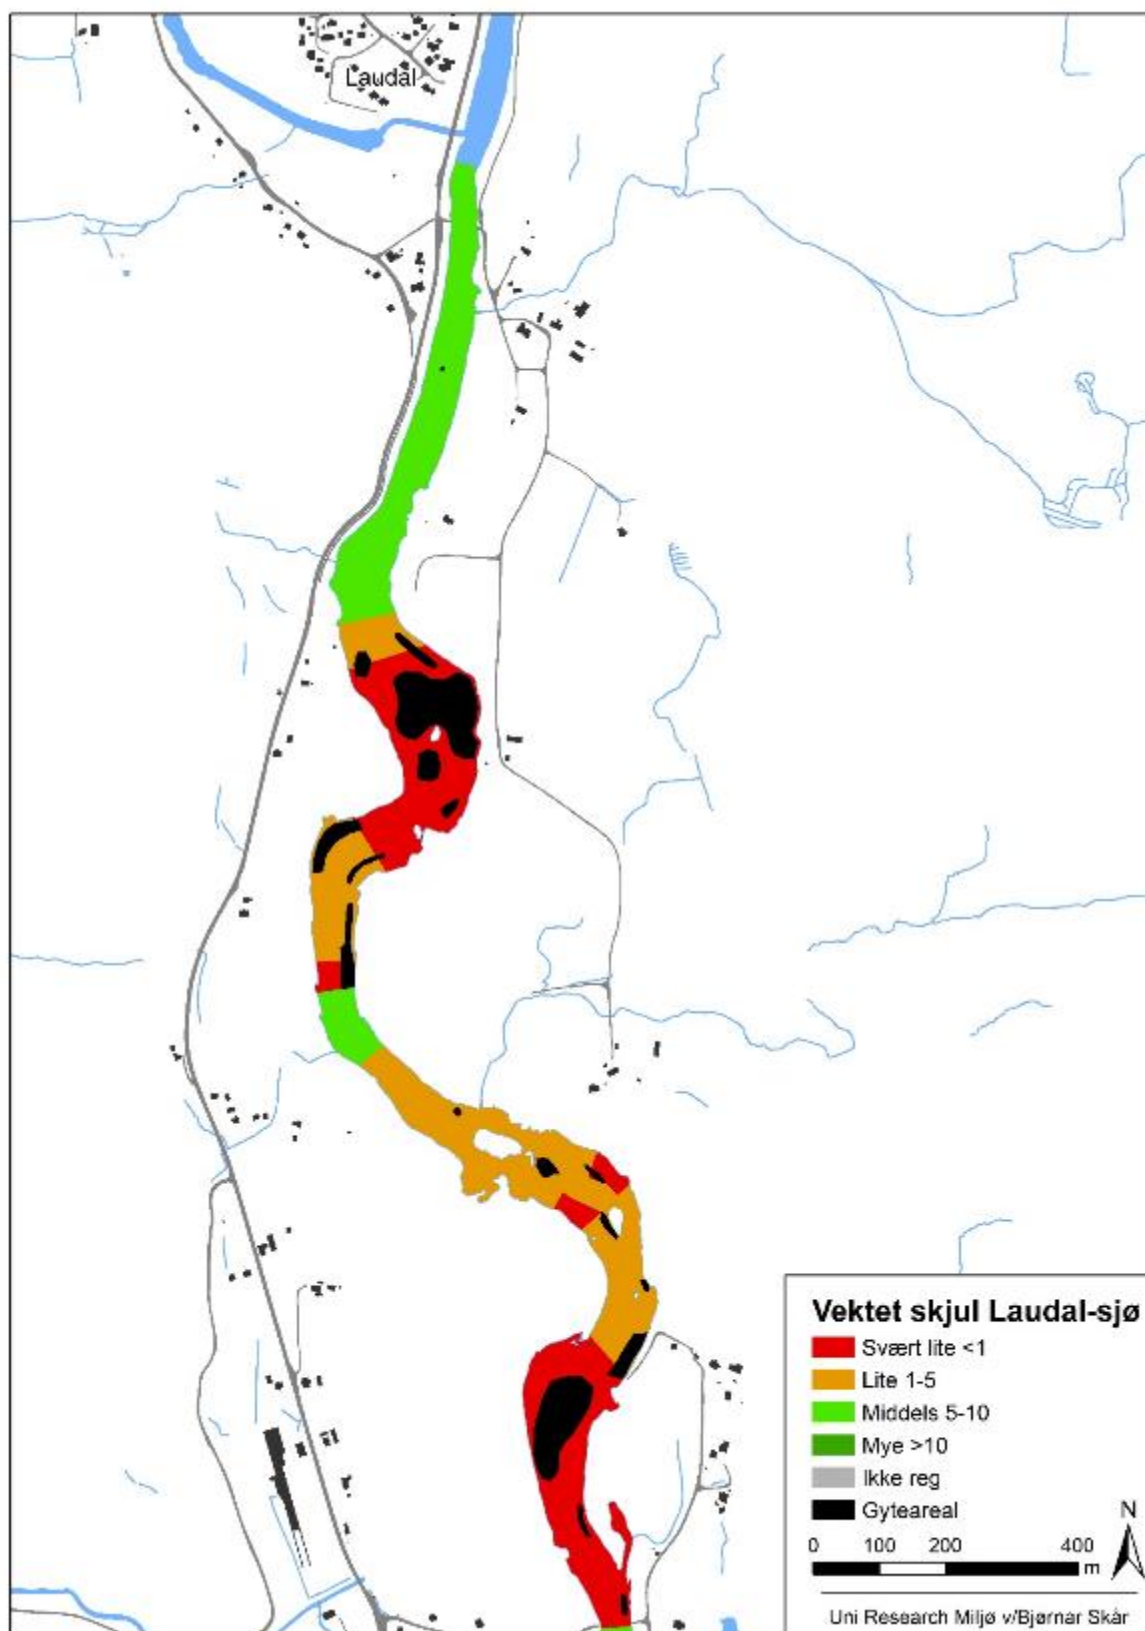 Laudal
Vektet skjul Laudal-sjø
Svært lite <1
Lite 1-5
Middels 5-10
Mye >10
Ikke reg
Gyteareal
N
0 100 200 400
m
Uni Research Miljø v/Bjørnar Skår